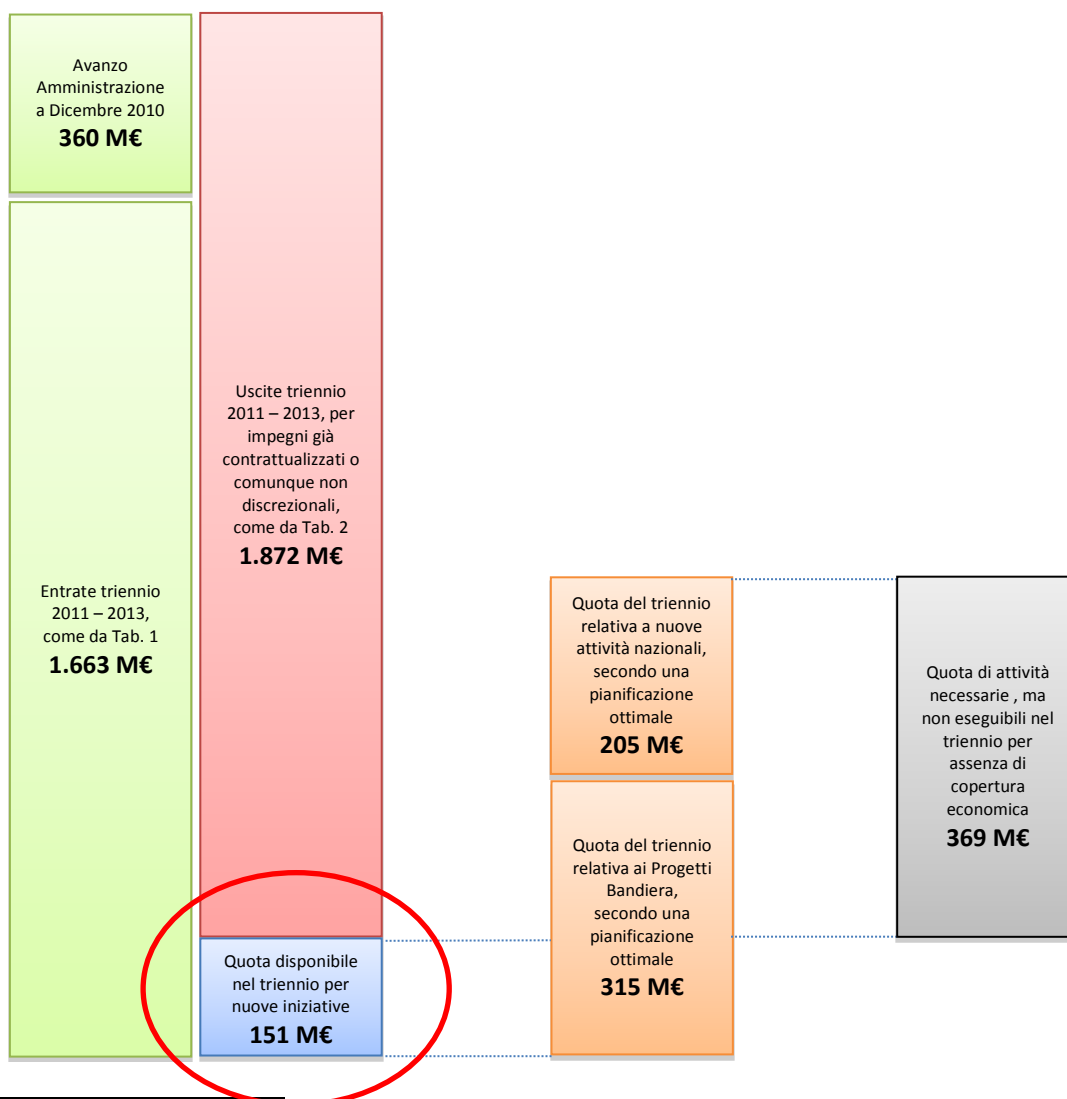 Avanzo
Amministrazione
a Dicembre 2010
360 M€
Entrate triennio
2011 – 2013,
come da Tab. 1
1.663 M€
Uscite triennio
2011 – 2013, per
impegni già
contrattualizzati o
comunque non
discrezionali,
come da Tab. 2
1.872 M€
Quota disponibile
nel triennio per
nuove iniziative
151 M€
Quota del triennio
relativa a nuove
attività nazionali,
secondo una
pianificazione
ottimale
205 M€
Quota del triennio
relativa ai Progetti
Bandiera,
secondo una
pianificazione
ottimale
315 M€
Quota di attività
necessarie , ma
non eseguibili nel
triennio per
assenza di
copertura
economica
369 M€